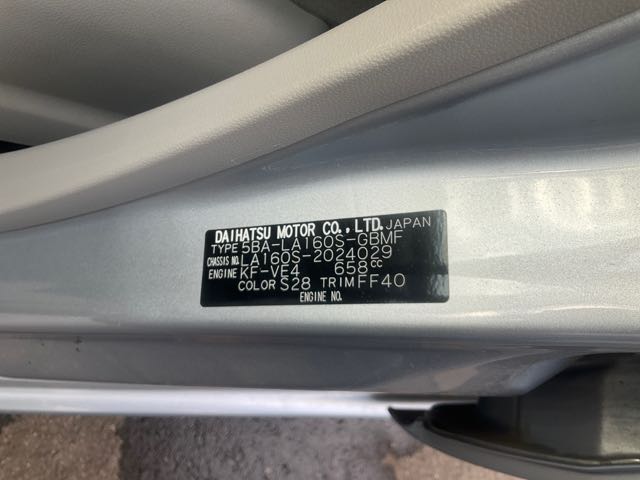 DAIHATSU MOTOR CO., LTD. JAPAN
TYPE 5BA-LA160S-GBMF
CHASSIS NO. LA160S-2024029
ENGINE KF-VE4 658cc
COLOR S28 TRIM FF40
ENGINE NO.